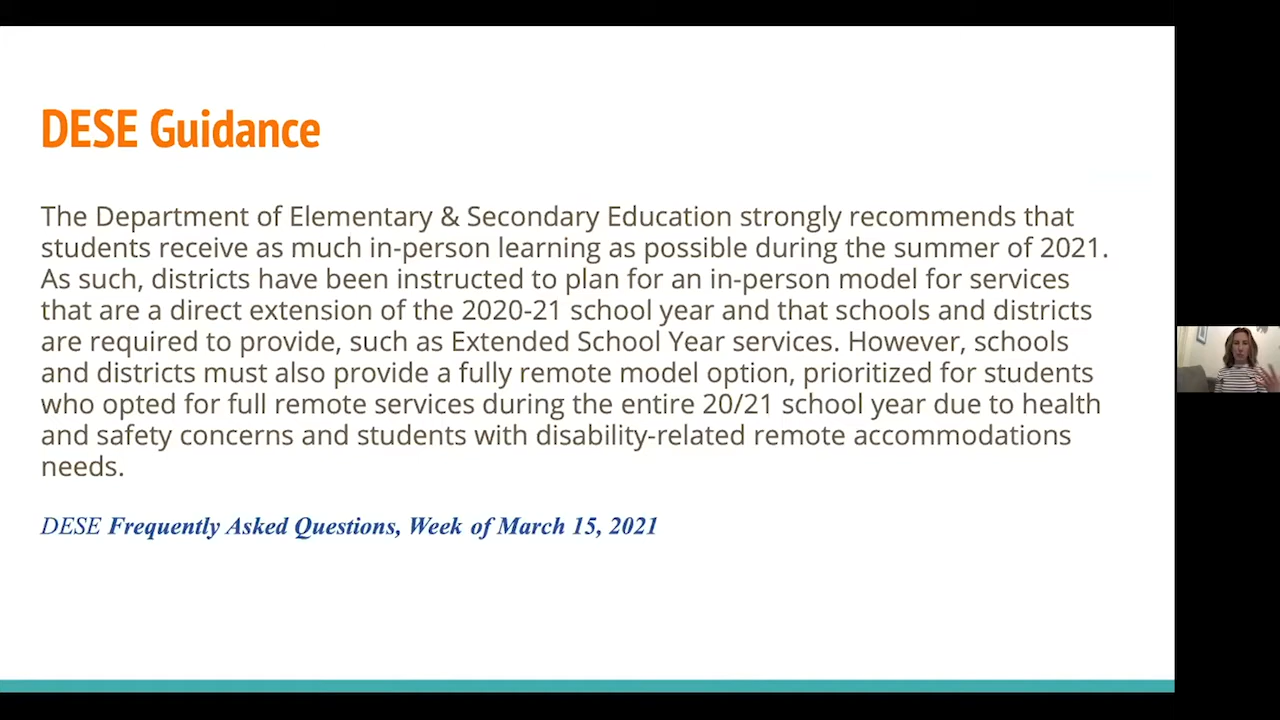 DESE Guidance
The Department of Elementary & Secondary Education strongly recommends that
students receive as much in-person learning as possible during the summer of 2021.
As such, districts have been instructed to plan for an in-person model for services
that are a direct extension of the 2020-21 school year and that schools and districts
are required to provide, such as Extended School Year services. However, schools
and districts must also provide a fully remote model option, prioritized for students
who opted for full remote services during the entire 20/21 school year due to health
and safety concerns and students with disability-related remote accommodations
needs.
DESE Frequently Asked Questions, Week of March 15, 2021